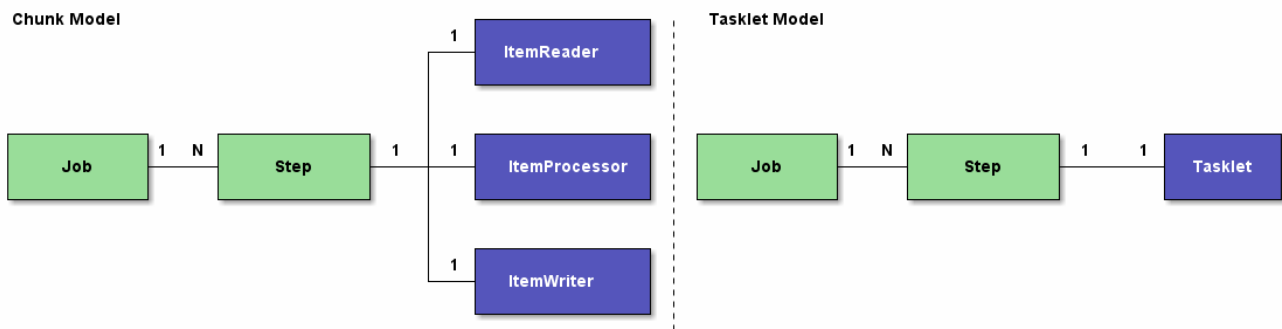 Chunk Model
1
ItemReader
Job
1
N
Step
1
1
ItemProcessor
1
ItemWriter
Tasklet Model
Job
1
N
Step
1
1
Tasklet